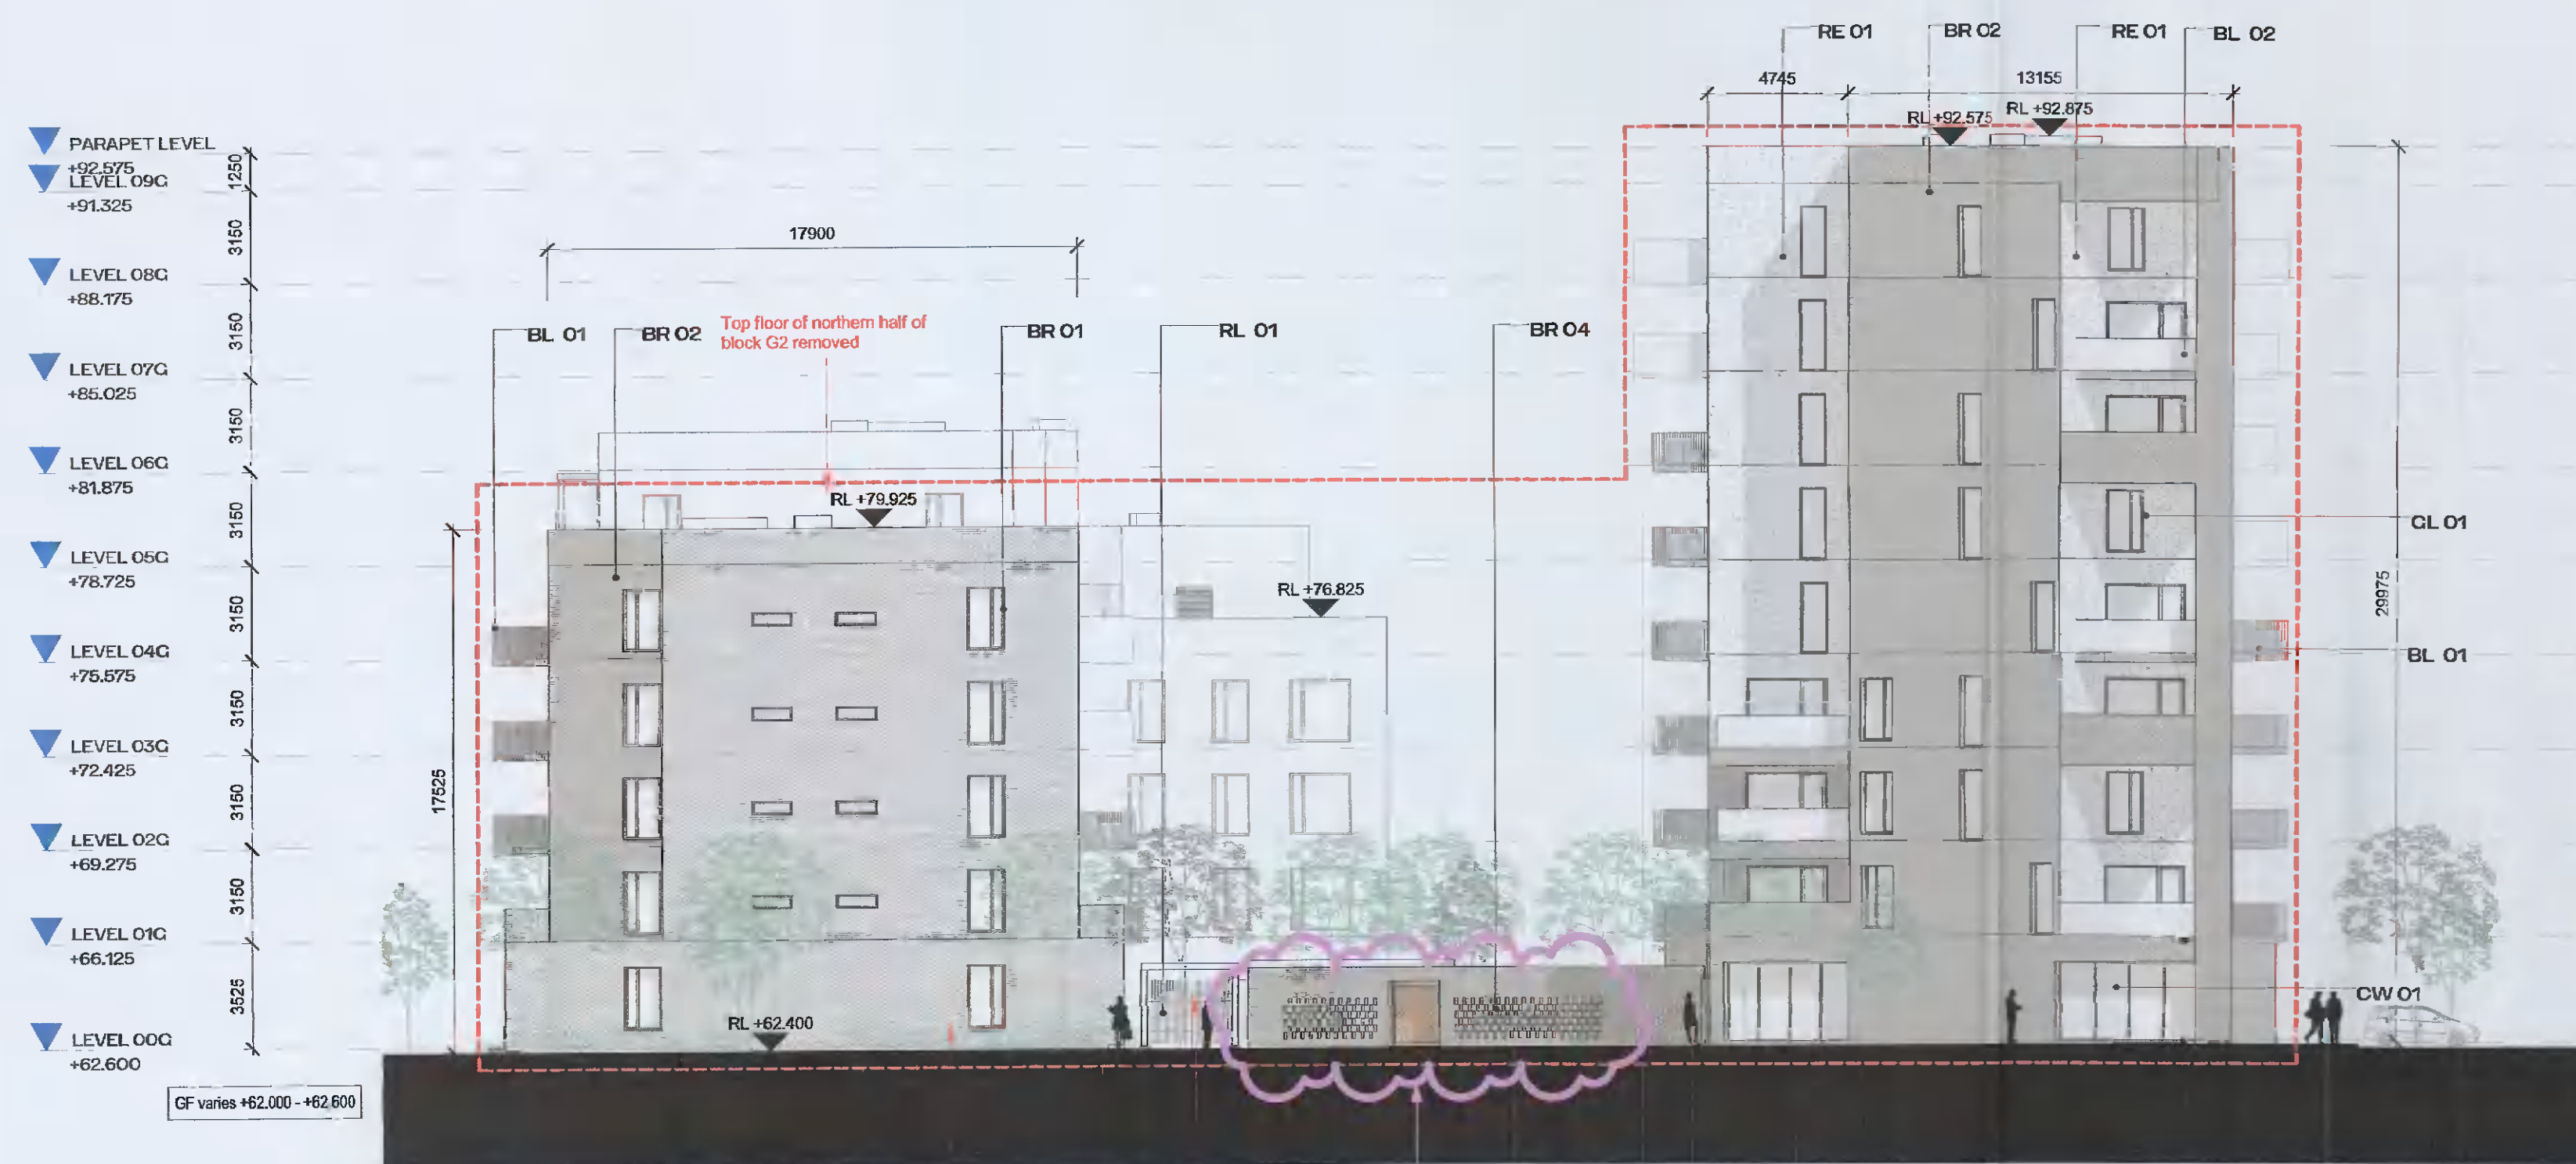 RE 01
BR 02
RE 01
BL 02
4745
13155
RL +92.575
RL +92.875
PARAPET LEVEL
+92.575
LEVEL 09G
+91.325
LEVEL 08G
+88.175
LEVEL 07G
+85.025
LEVEL 06G
+81.875
LEVEL 05G
+78.725
LEVEL 04G
+75.575
LEVEL 03G
+72.425
LEVEL 02G
+69.275
LEVEL 01G
+66.125
LEVEL 00G
+62.600
GF varies +62.000 - +62.600
1250
3150
3150
3150
3150
3150
3150
3150
3150
3150
3525
17900
BL 01
BR 02
Top floor of northern half of
block G2 removed
BR 01
RL 01
BR 04
RL +79.925
RL +76.825
17525
RL +62.400
GL 01
29975
BL 01
CW 01